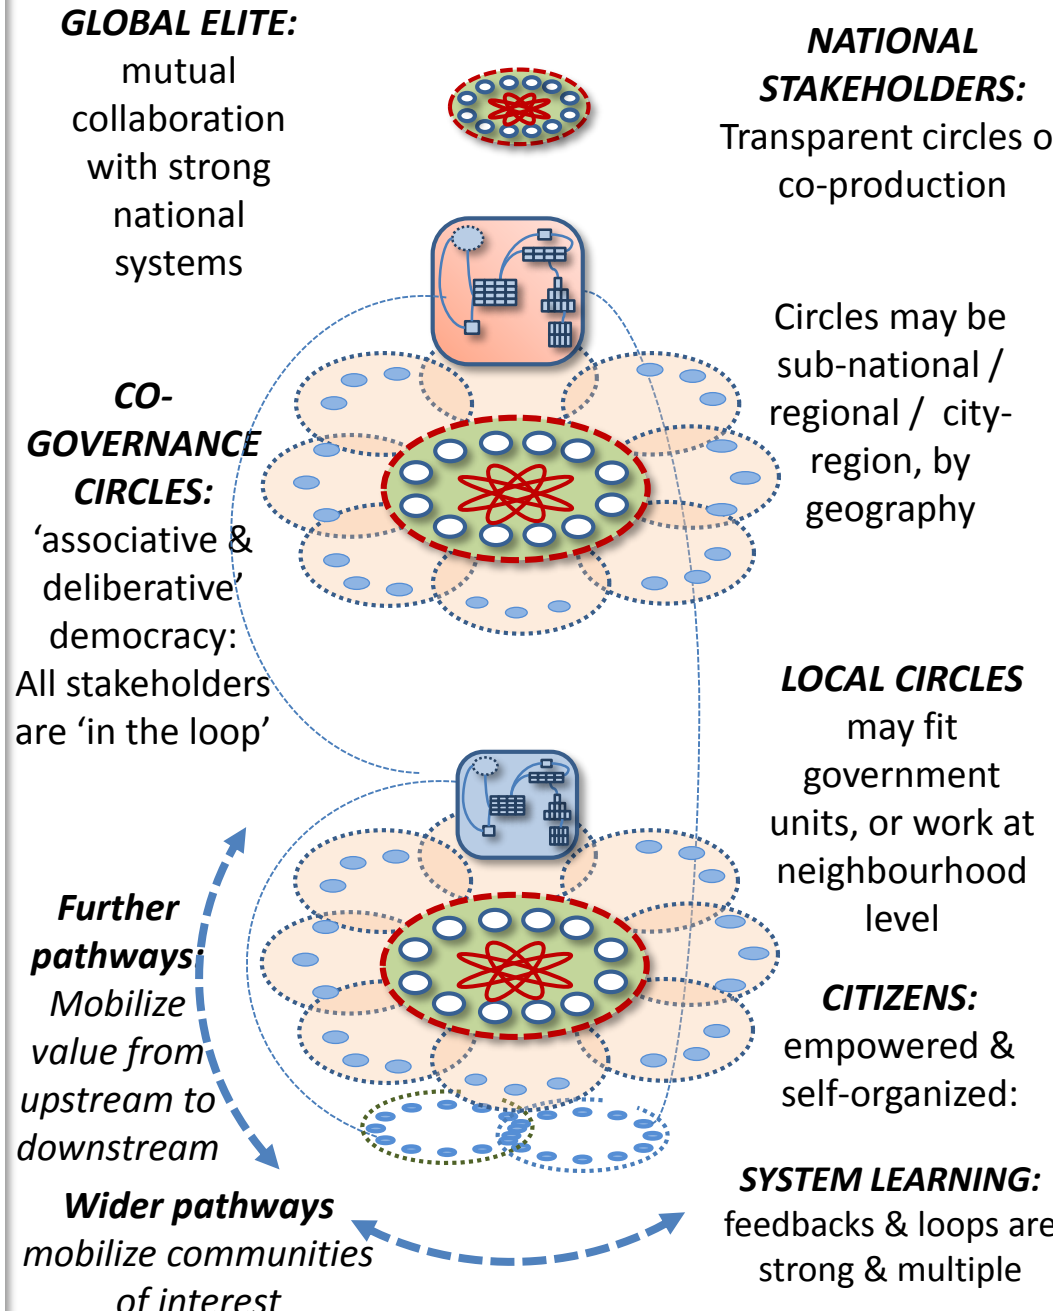 GLOBAL ELITE:
mutual
collaboration
with strong
national
systems
NATIONAL
STAKEHOLDERS:
Transparent circles o
co-production
Circles may be
sub-national /
regional / city-
region, by
geography
CO-
GOVERNANCE
CIRCLES:
‘associative &
deliberative’
democracy:
All stakeholders
are ‘in the loop’
LOCAL CIRCLES
may fit
government
units, or work at
neighbourhood
level
Further
pathways:
Mobilize
value from
upstream to
downstream
CITIZENS:
empowered &
self-organized:
Wider pathways
mobilize communities
of interest
SYSTEM LEARNING:
feedbacks & loops are
strong & multiple